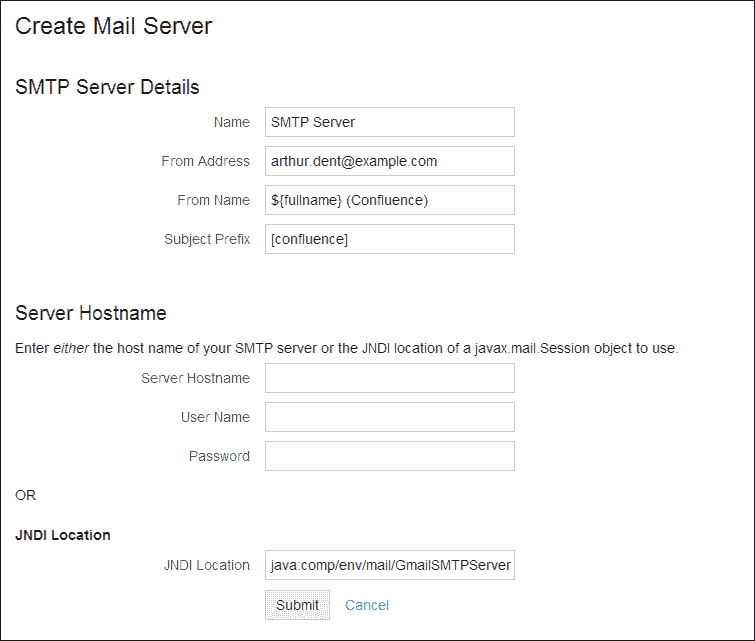 Create Mail Server
SMTP Server Details
Name SMTP Server
From Address arthur.dent@example.com
From Name ${fullname} (Confluence)
Subject Prefix [confluence]
Server Hostname
Enter either the host name of your SMTP server or the JNDI location of a javax.mail.Session object to use.
Server Hostname
User Name
Password
OR
JNDI Location
JNDI Location java:comp/env/mail/GmailSMTPServer
Submit Cancel